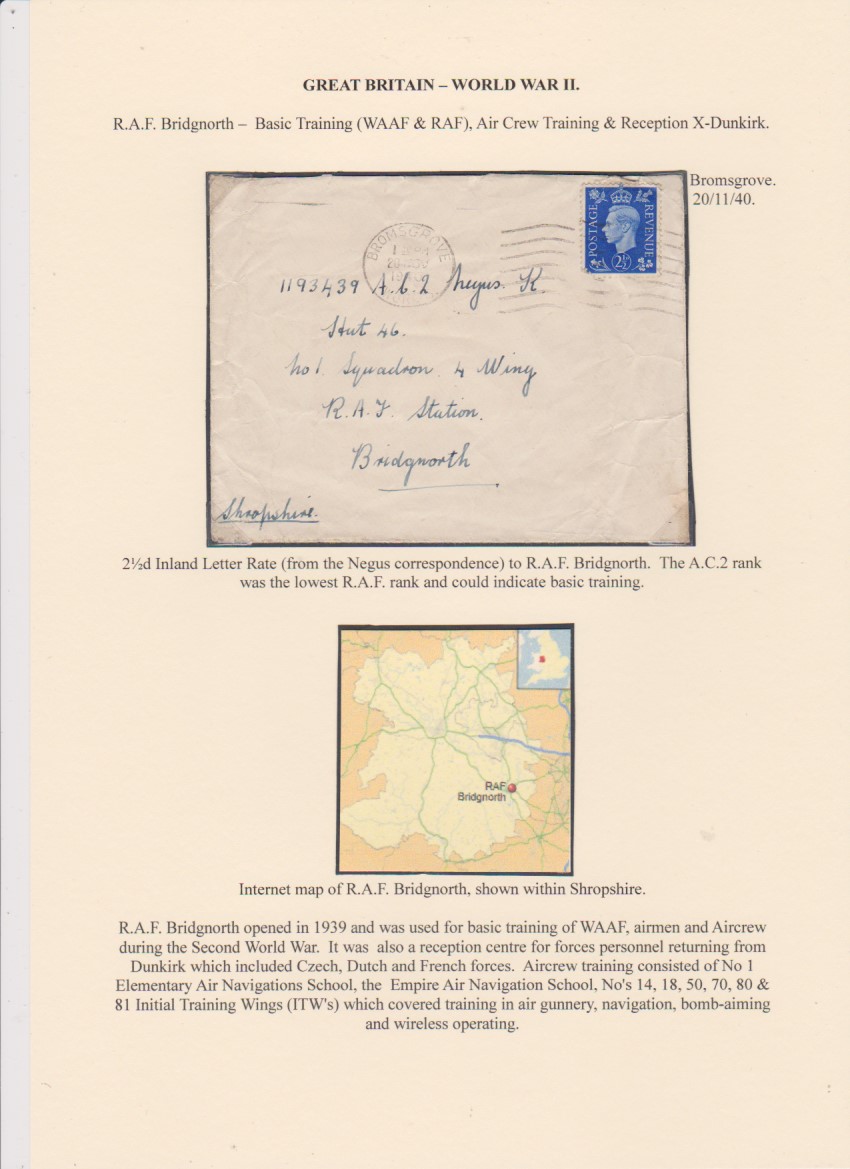 GREAT BRITAIN – WORLD WAR II.
R.A.F. Bridgnorth – Basic Training (WAAF & RAF), Air Crew Training & Reception X-Dunkirk.
Bromsgrove.
20/11/40.
POSTAGE REVENUE
2½D
BROMSGROVE
1193439 A.C.2 Negus. K.
Hut 46.
No 1. Squadron. 4 Wing
R.A.F. Station.
Bridgnorth
Shropshire.
2½d Inland Letter Rate (from the Negus correspondence) to R.A.F. Bridgnorth. The A.C.2 rank
was the lowest R.A.F. rank and could indicate basic training.
RAF
Bridgnorth
Internet map of R.A.F. Bridgnorth, shown within Shropshire.
R.A.F. Bridgnorth opened in 1939 and was used for basic training of WAAF, airmen and Aircrew
during the Second World War. It was also a reception centre for forces personnel returning from
Dunkirk which included Czech, Dutch and French forces. Aircrew training consisted of No 1
Elementary Air Navigations School, the Empire Air Navigation School, No's 14, 18, 50, 70, 80 &
81 Initial Training Wings (ITW's) which covered training in air gunnery, navigation, bomb-aiming
and wireless operating.